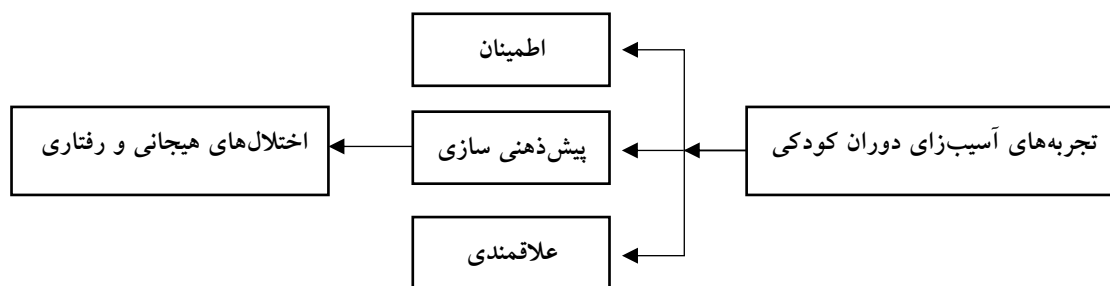 اطمینان
تجربه‌های آسیب‌زای دوران کودکی
پیش‌ذهنی سازی
اختلال‌های هیجانی و رفتاری
علاقمندی